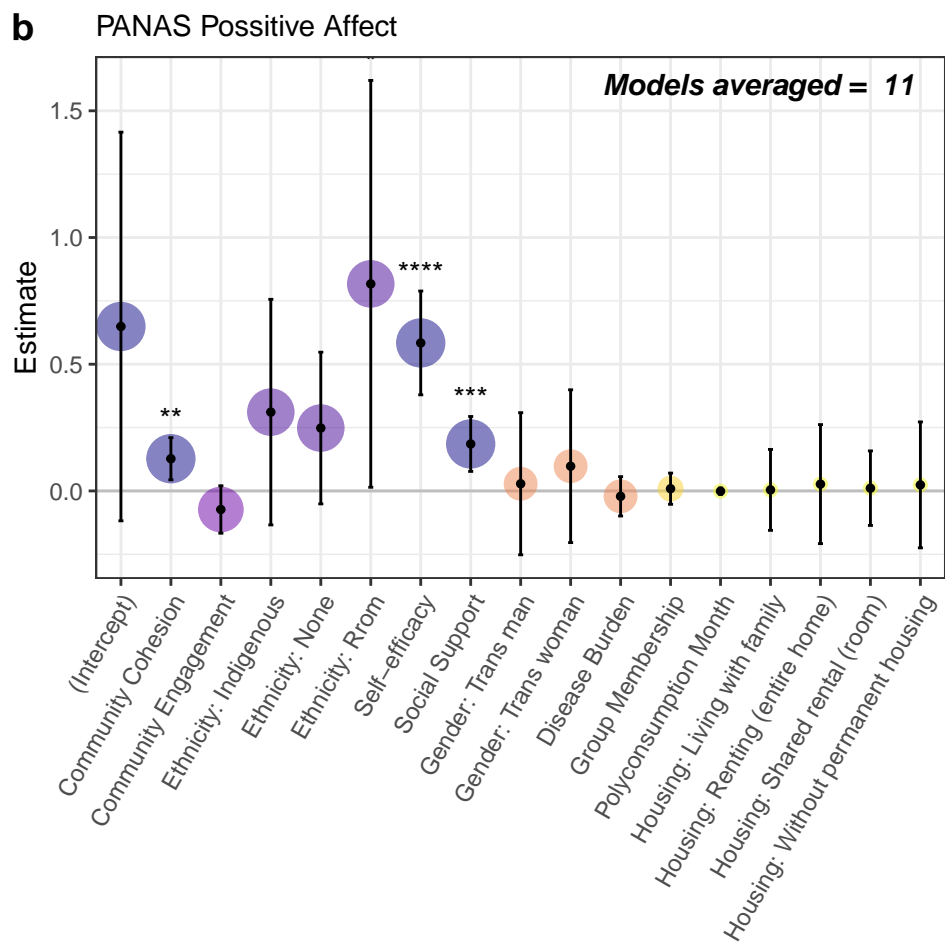 b PANAS Possitive Affect
Models averaged = 11
Estimate
1.5
1.0
0.5
0.0
**
****
***
(Intercept)
Community Cohesion
Community Engagement
Ethnicity: Indigenous
Ethnicity: None
Ethnicity: Rrom
Self−efficacy
Social Support
Gender: Trans man
Gender: Trans woman
Disease Burden
Group Membership
Polyconsumption Month
Housing: Living with family
Housing: Renting (entire home)
Housing: Shared rental (room)
Housing: Without permanent housing